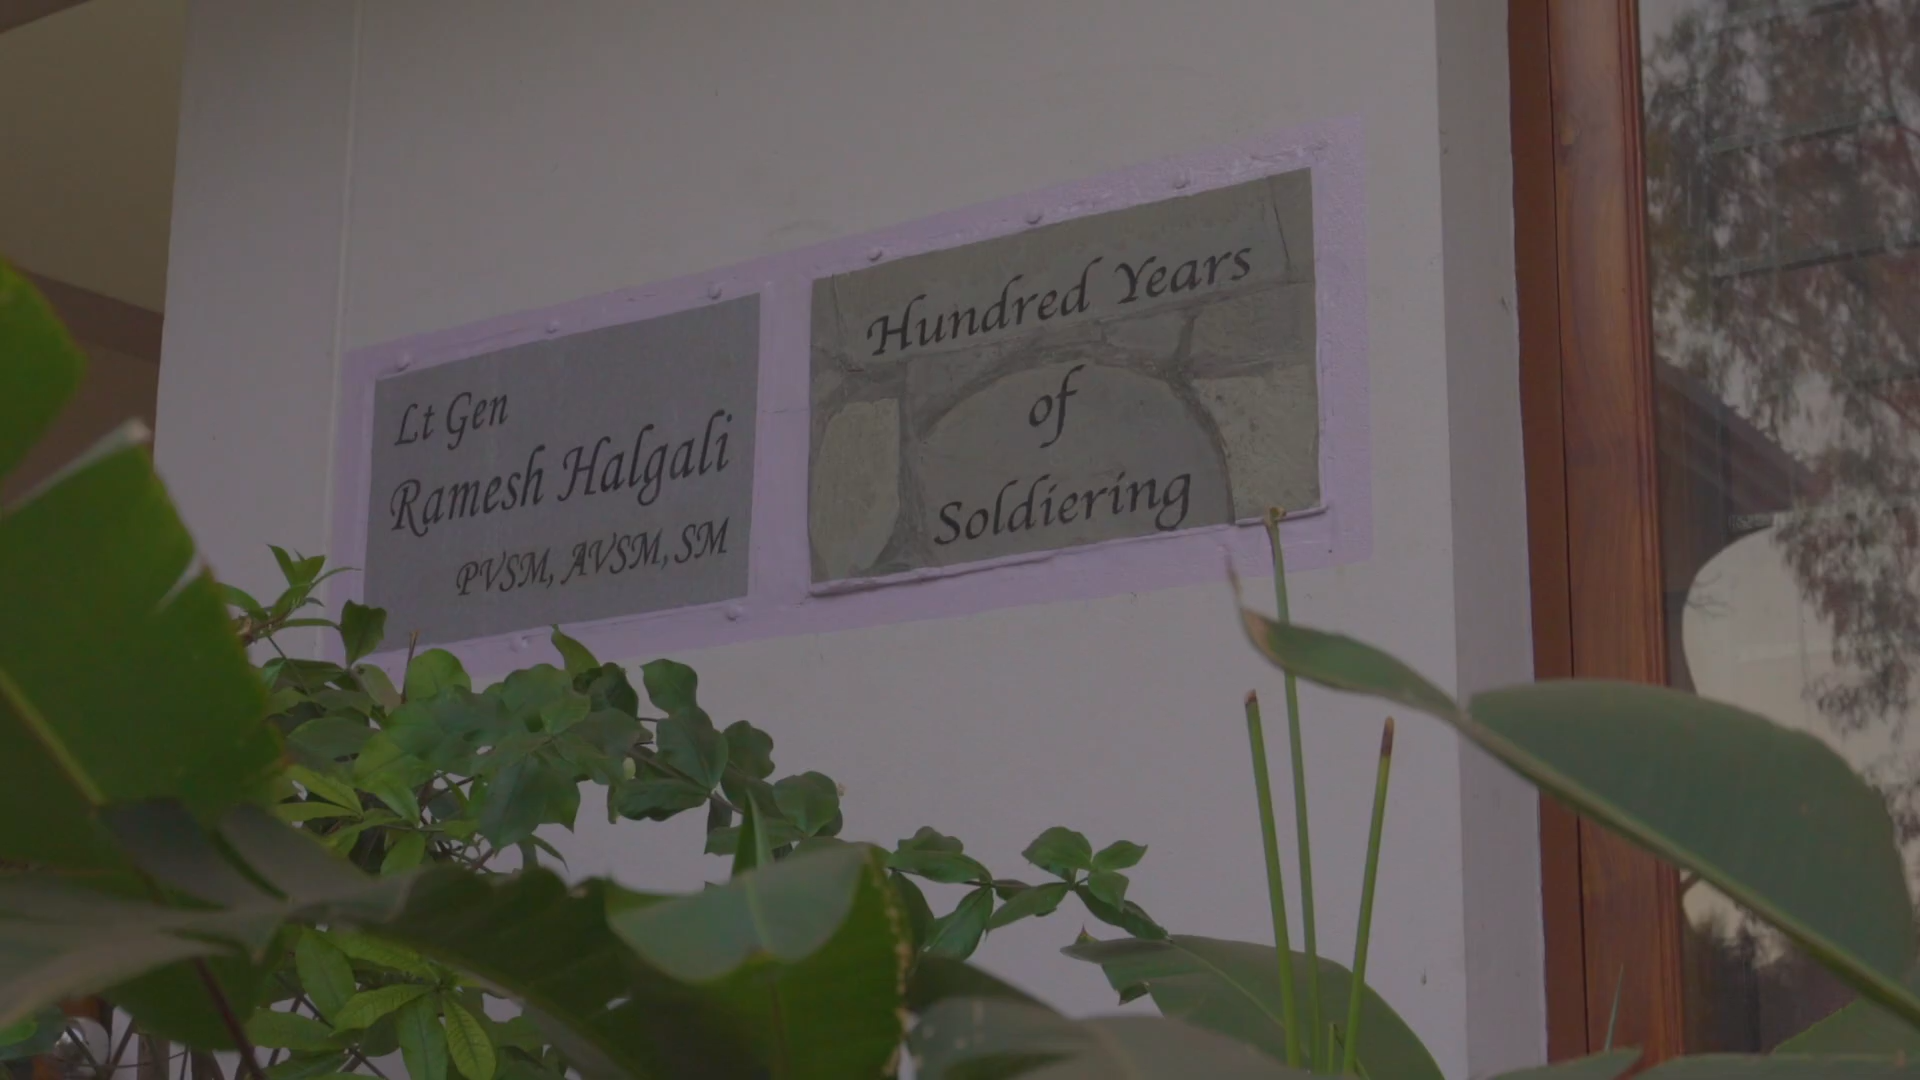 Lt Gen
Ramesh Halgali
PVSM, AVSM, SM
Hundred Years
of
Soldiering